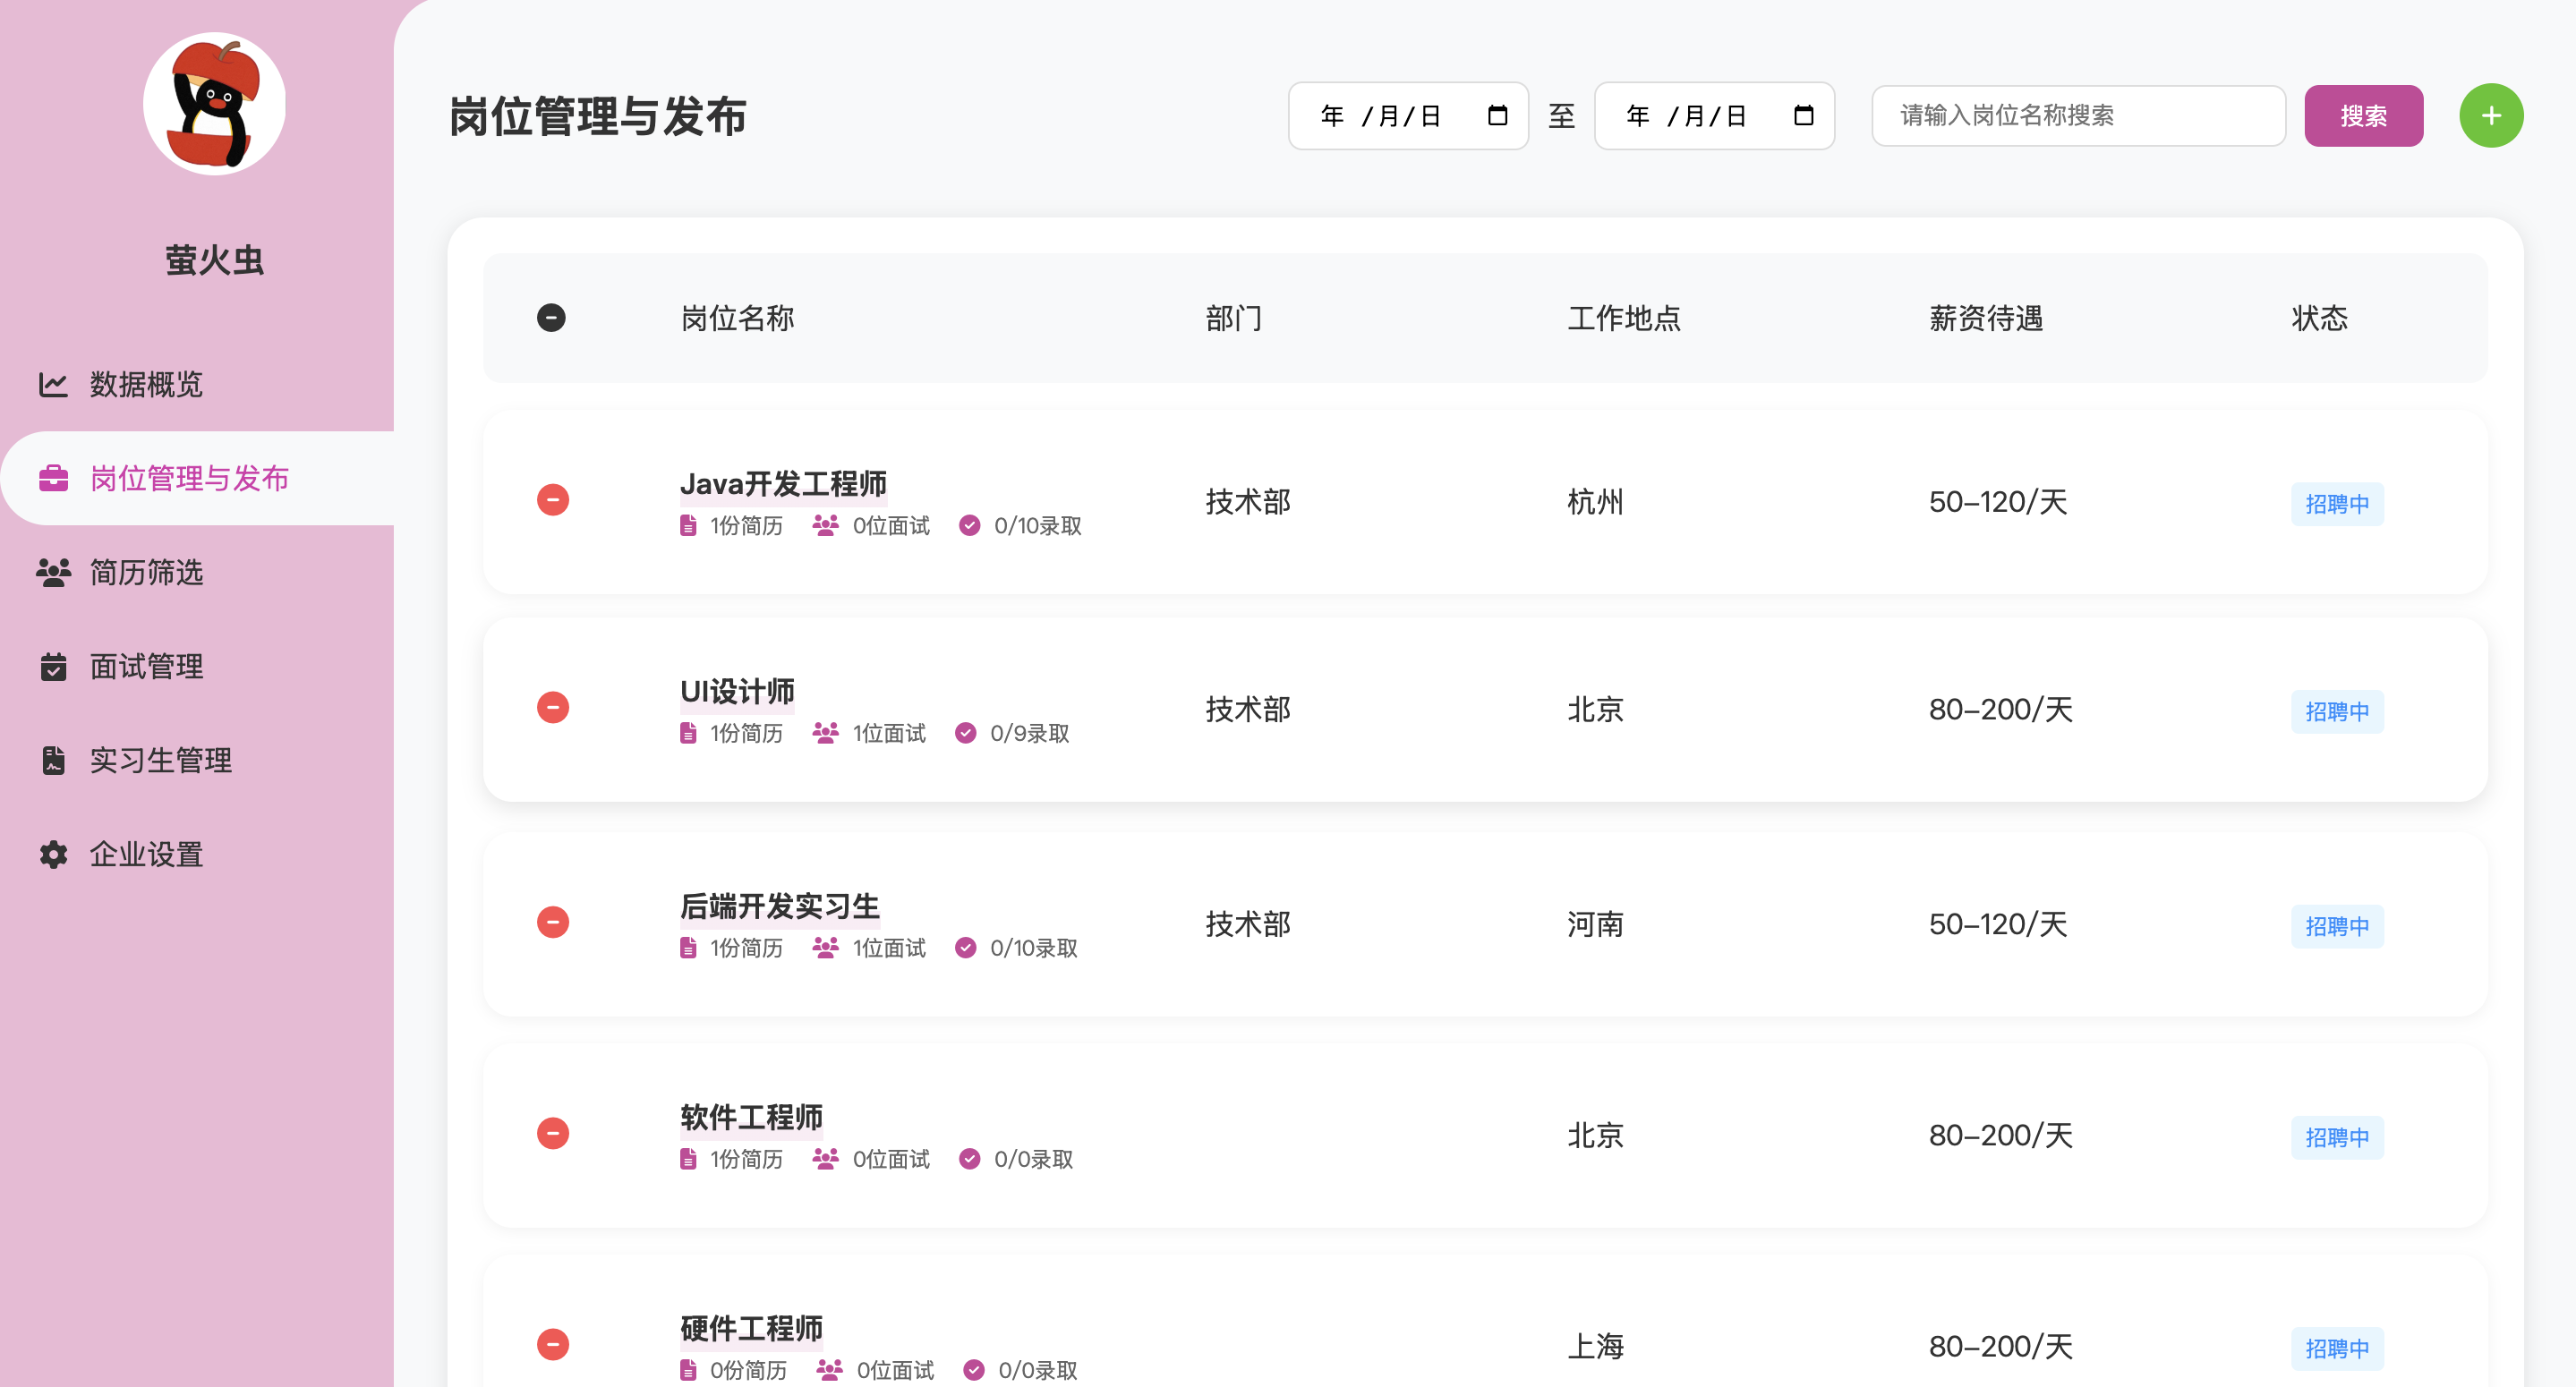 萤火虫
数据概览
岗位管理与发布
简历筛选
面试管理
实习生管理
企业设置
岗位管理与发布
年 /月/日 至 年 /月/日 请输入岗位名称搜索 搜索
岗位名称 部门 工作地点 薪资待遇 状态
Java开发工程师
1份简历 0位面试 0/10录取
技术部 杭州 50-120/天 招聘中
UI设计师
1份简历 1位面试 0/9录取
技术部 北京 80-200/天 招聘中
后端开发实习生
1份简历 1位面试 0/10录取
技术部 河南 50-120/天 招聘中
软件工程师
1份简历 0位面试 0/0录取
北京 80-200/天 招聘中
硬件工程师
0份简历 0位面试 0/0录取
上海 80-200/天 招聘中